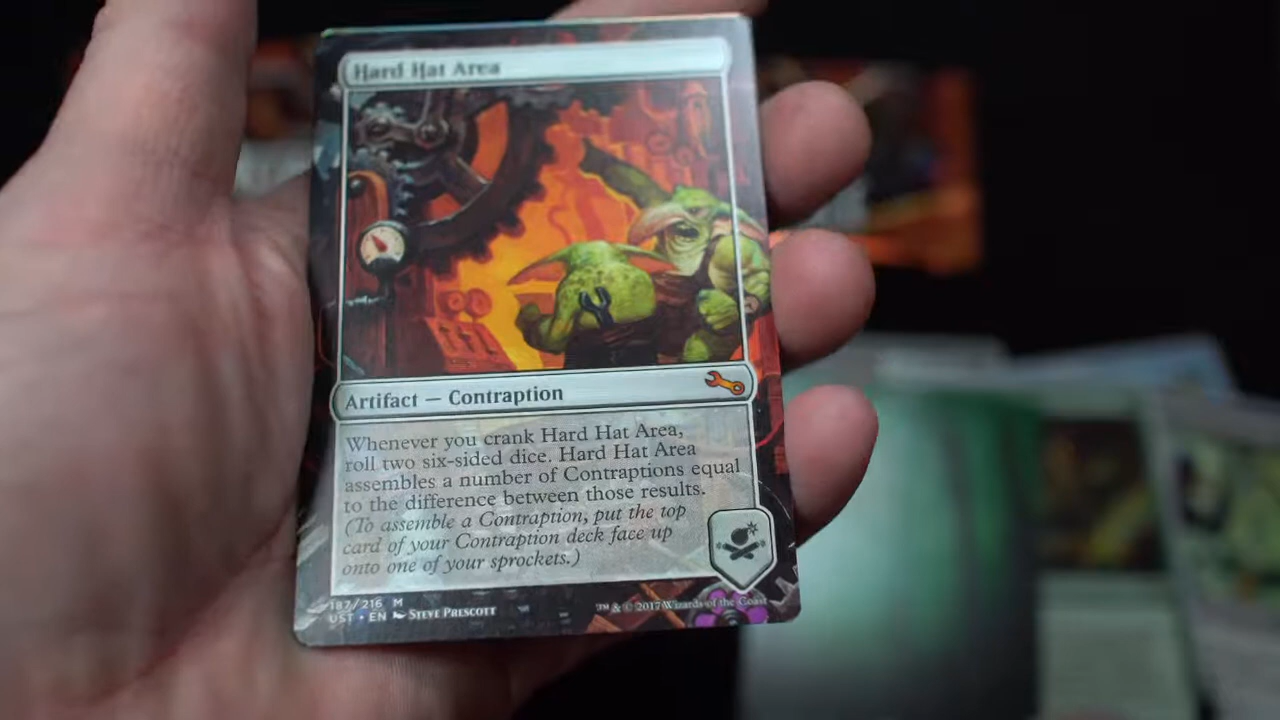 Hard Hat Area
Artifact — Contraption
Whenever you crank Hard Hat Area,
roll two six-sided dice. Hard Hat Area
assembles a number of Contraptions equal
to the difference between those results.
(To assemble a Contraption, put the top
card of your Contraption deck face up
onto one of your sprockets.)
187/216 M
UST • EN STEVE PRESCOTT
™ & © 2017 Wizards of the Coast